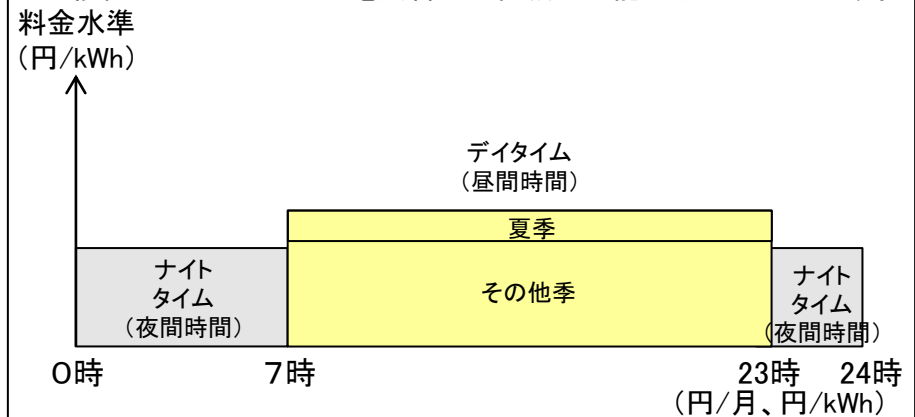 料金水準
（円/kWh）
デイタイム
（昼間時間）
夏季
ナイト
タイム
（夜間時間）
その他季
ナイト
タイム
（夜間時間）
0時
7時
23時
24時
（円/月、円/kWh）